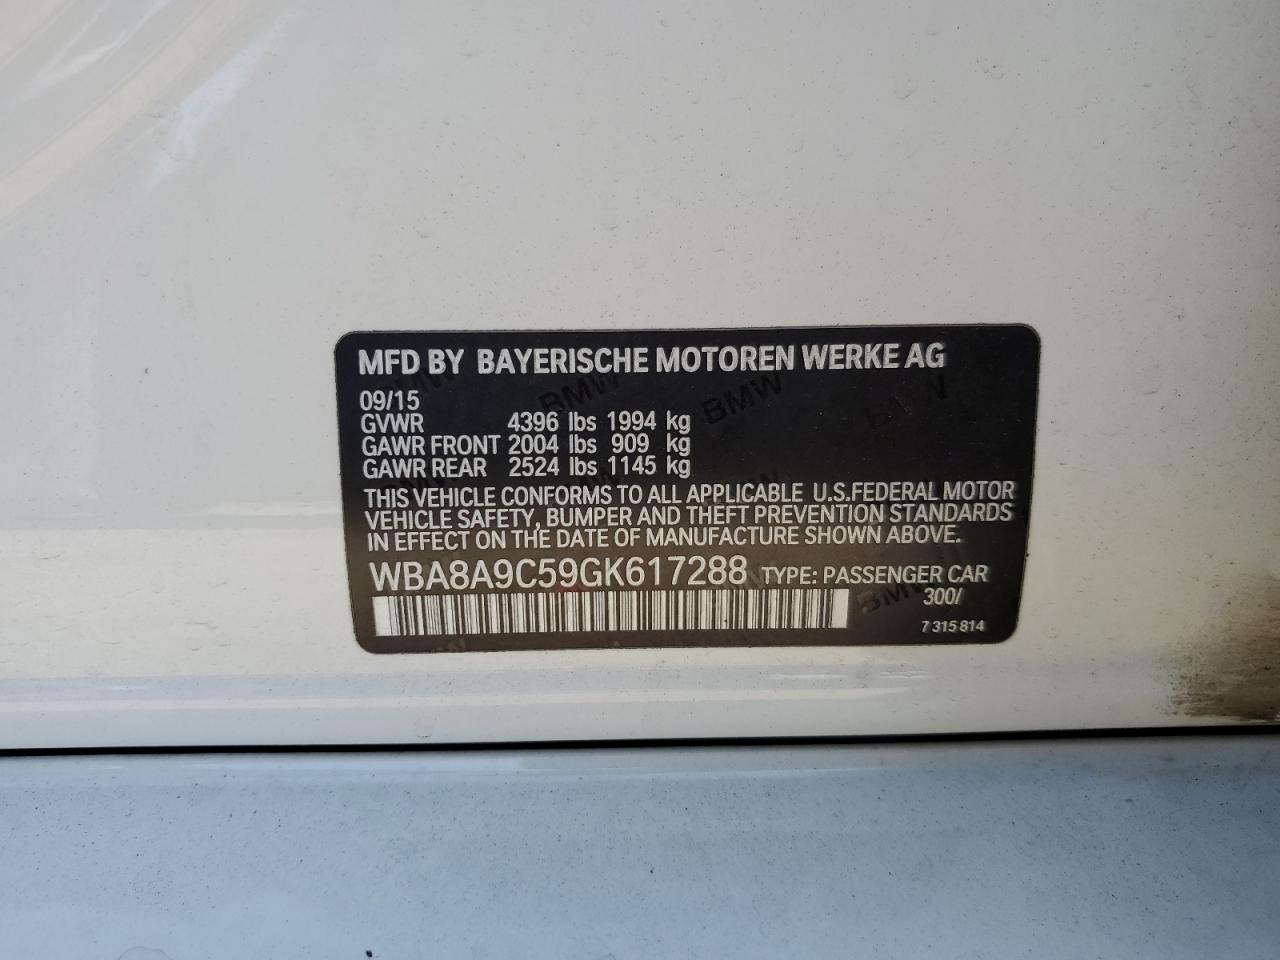 MFD BY BAYERISCHE MOTOREN WERKE AG
09/15
GVWR 4396 lbs 1994 kg
GAWR FRONT 2004 lbs 909 kg
GAWR REAR 2524 lbs 1145 kg
THIS VEHICLE CONFORMS TO ALL APPLICABLE U.S.FEDERAL MOTOR
VEHICLE SAFETY, BUMPER AND THEFT PREVENTION STANDARDS
IN EFFECT ON THE DATE OF MANUFACTURE SHOWN ABOVE.
WBA8A9C59GK617288 TYPE: PASSENGER CAR
300/
7 315 814